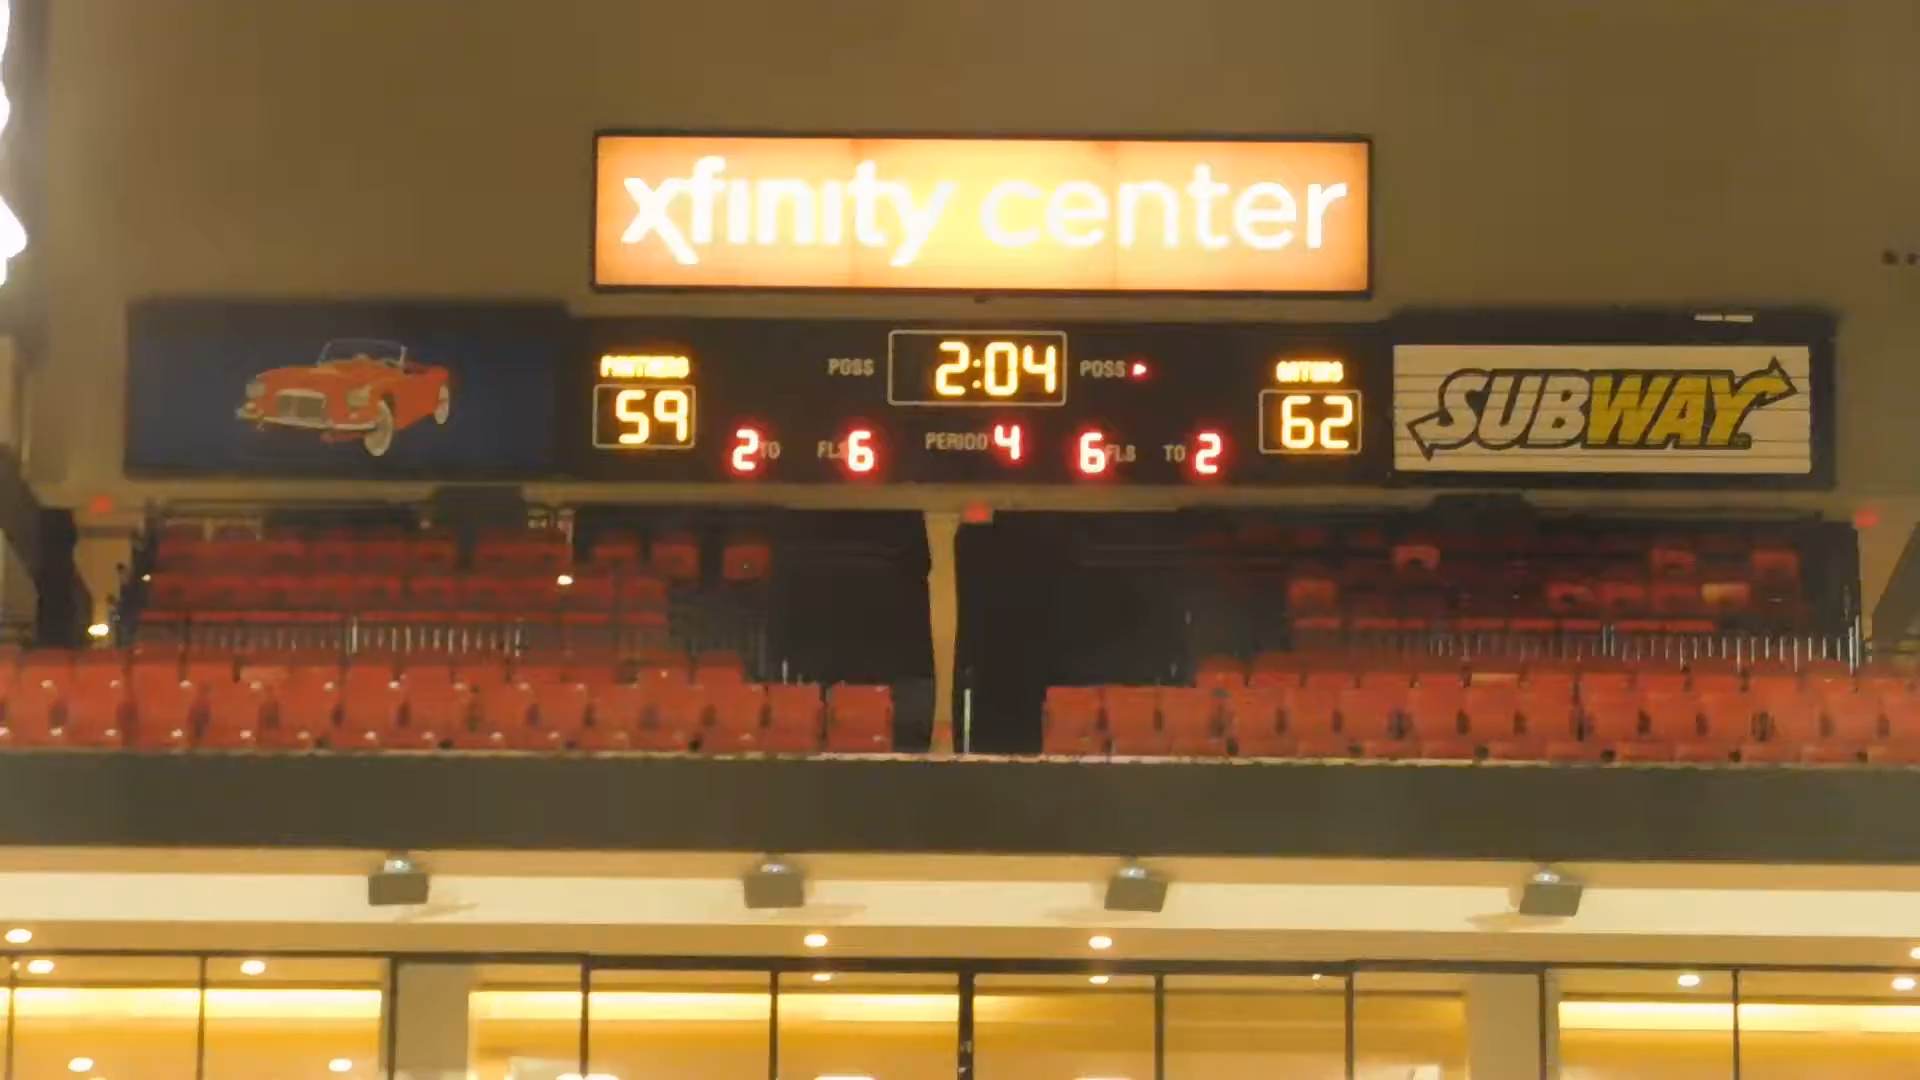 xfinity center
PANTHERS
59
POSS
2:04
POSS
GATORS
62
2 TO
FLS 6
PERIOD 4
6 FLS
TO 2
SUBWAY